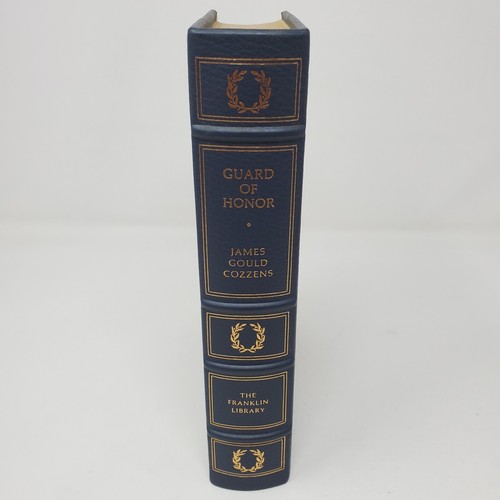 GUARD
OF
HONOR
JAMES
GOULD
COZZENS
THE
FRANKLIN
LIBRARY